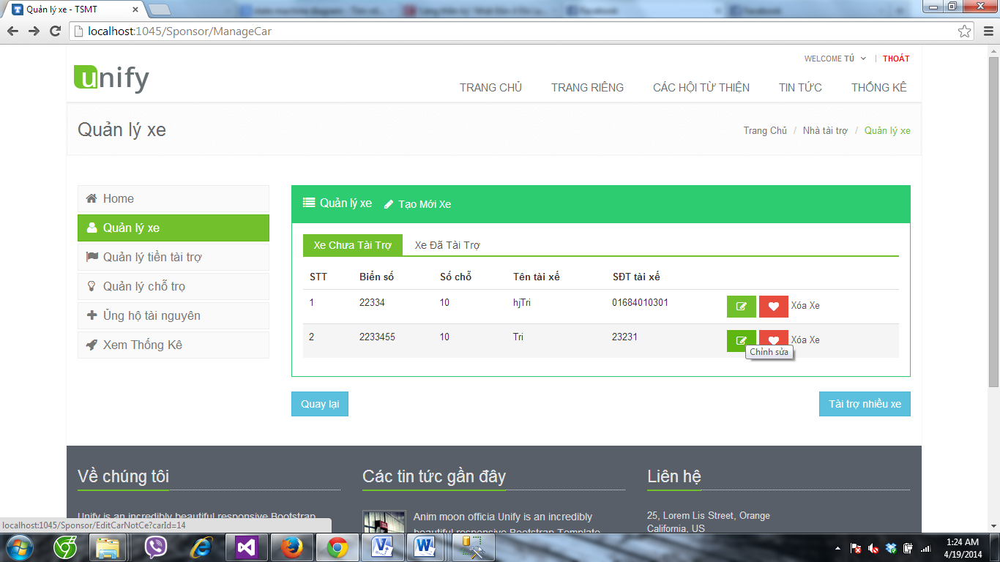 Quản lý xe - TSMT
localhost:1045/Sponsor/ManageCar
WELCOME TÚ | THOÁT
unify
TRANG CHỦ TRANG RIÊNG CÁC HỘI TỪ THIỆN TIN TỨC THỐNG KÊ
Quản lý xe
Trang Chủ / Nhà tài trợ / Quản lý xe
Home
Quản lý xe
Quản lý tiền tài trợ
Quản lý chỗ trọ
Ủng hộ tài nguyên
Xem Thống Kê
Quản lý xe Tạo Mới Xe
Xe Chưa Tài Trợ Xe Đã Tài Trợ
STT Biển số Số chỗ Tên tài xế SĐT tài xế
1 22334 10 hjTri 01684010301 Xóa Xe
2 2233455 10 Tri 23231 Xóa Xe
Chỉnh sửa
Quay lại Tài trợ nhiều xe
Về chúng tôi
Unify is an incredibly beautiful responsive Bootstrap
Các tin tức gần đây
Anim moon officia Unify is an incredibly
beautiful responsive Bootstrap Template
Liên hệ
25, Lorem Lis Street, Orange
California, US
localhost:1045/Sponsor/EditCarNotCe?carId=14
1:24 AM
4/19/2014